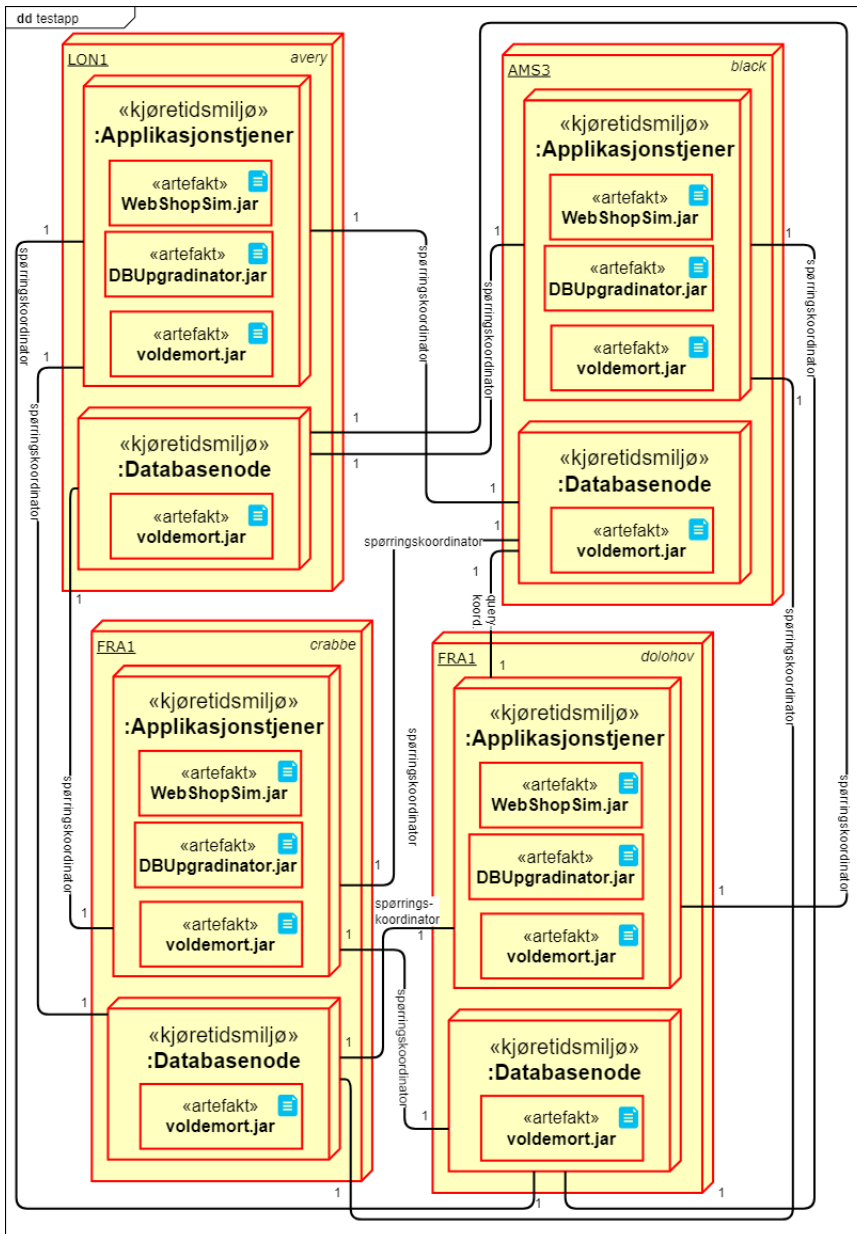 dd testapp
LON1
avery
«kjøretidsmiljø»
:Applikasjonstjener
«artefakt»
WebShopSim.jar
«artefakt»
DBUpgradinator.jar
«artefakt»
voldemort.jar
«kjøretidsmiljø»
:Databasenode
«artefakt»
voldemort.jar
AMS3
black
«kjøretidsmiljø»
:Applikasjonstjener
«artefakt»
WebShopSim.jar
«artefakt»
DBUpgradinator.jar
«artefakt»
voldemort.jar
«kjøretidsmiljø»
:Databasenode
«artefakt»
voldemort.jar
FRA1
crabbe
«kjøretidsmiljø»
:Applikasjonstjener
«artefakt»
WebShopSim.jar
«artefakt»
DBUpgradinator.jar
«artefakt»
voldemort.jar
«kjøretidsmiljø»
:Databasenode
«artefakt»
voldemort.jar
FRA1
dolohov
«kjøretidsmiljø»
:Applikasjonstjener
«artefakt»
WebShopSim.jar
«artefakt»
DBUpgradinator.jar
«artefakt»
voldemort.jar
«kjøretidsmiljø»
:Databasenode
«artefakt»
voldemort.jar
1
spørringskoordinator
1
1
spørringskoordinator
1
1
spørringskoordinator
1
1
spørringskoordinator
1
1
spørringskoordinator
1
1
spørringskoordinator
1
1
spørringskoordinator
1
1
spørringskoordinator
1
spørringskoordinator
1
spørringskoordinator
1
1
query
koord.
1
spørrings-
koordinator
1
1
1
spørringskoordinator
1